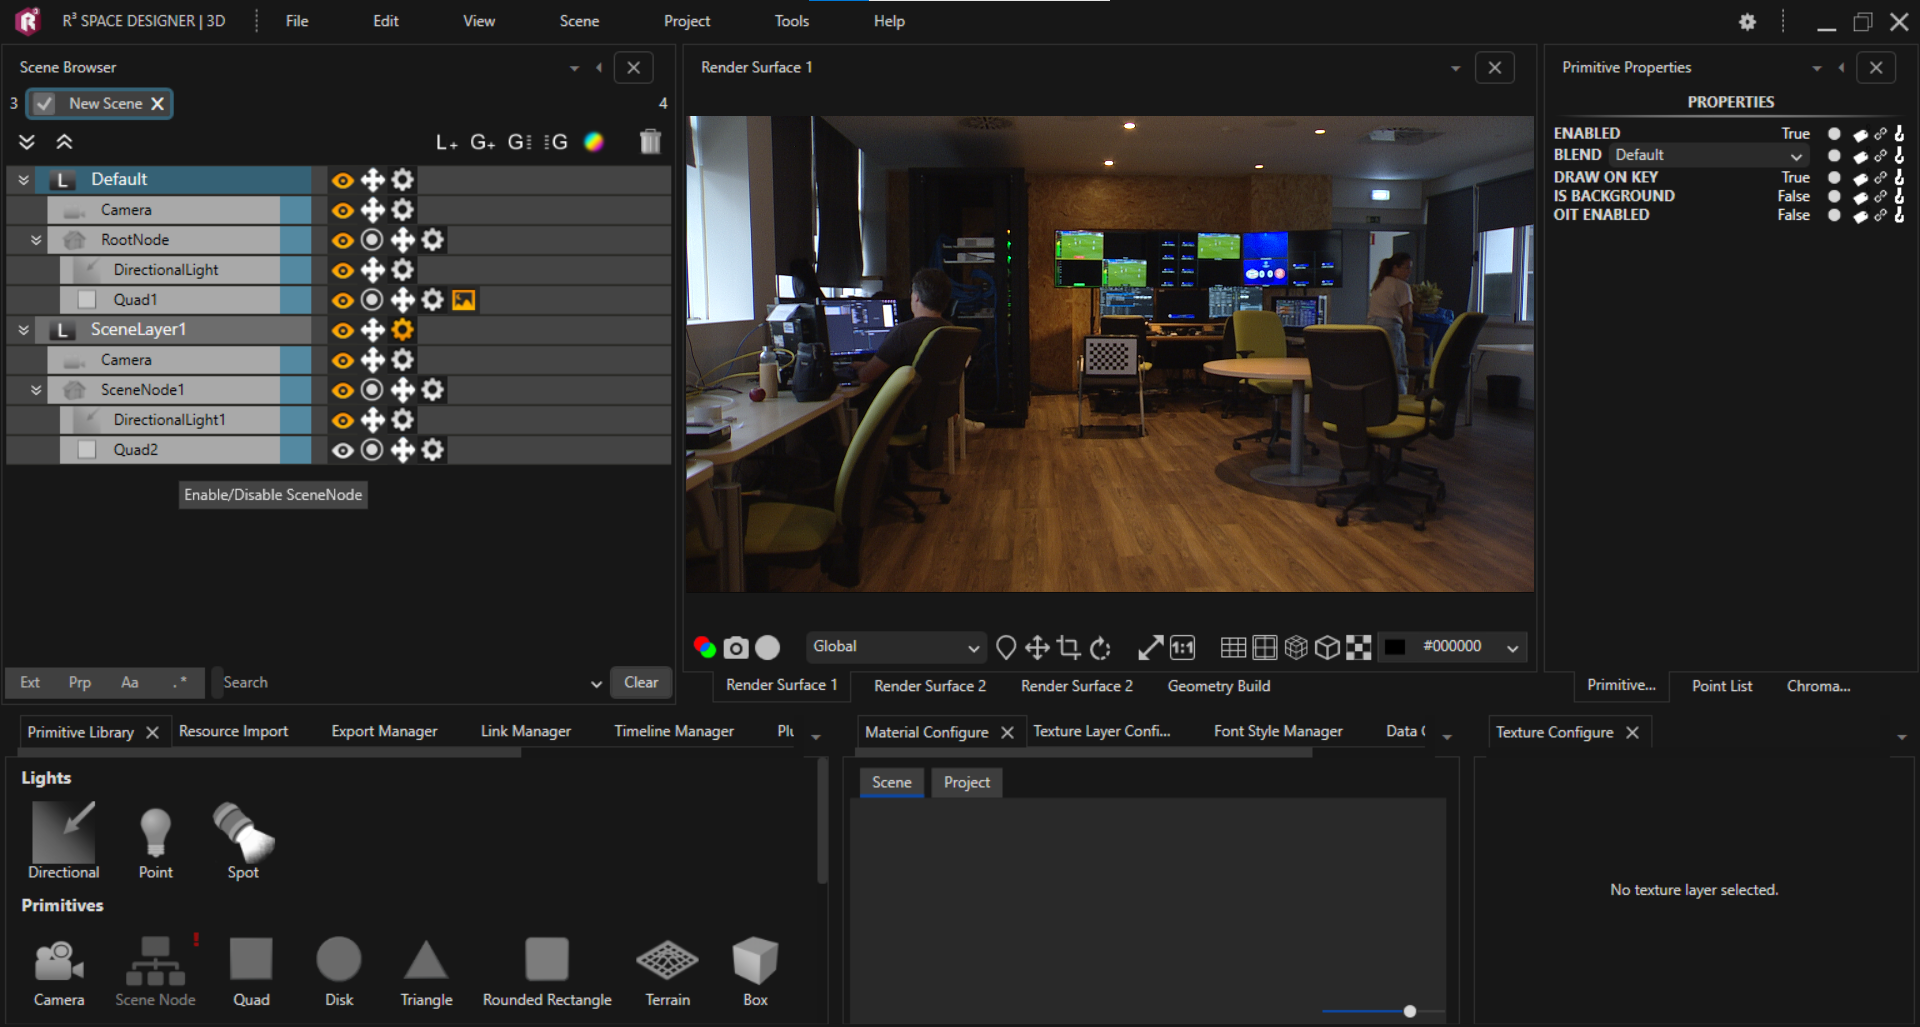 R³ SPACE DESIGNER | 3D
File Edit View Scene Project Tools Help
Scene Browser
3 New Scene 4
L+ G+ G G
L Default
Camera
RootNode
DirectionalLight
Quad1
L SceneLayer1
Camera
SceneNode1
DirectionalLight1
Quad2
Enable/Disable SceneNode
Ext Prp Aa .* Search Clear
Render Surface 1
Global 1:1 #000000
Render Surface 1 Render Surface 2 Render Surface 2 Geometry Build
Primitive Properties
PROPERTIES
ENABLED True
BLEND Default
DRAW ON KEY True
IS BACKGROUND False
OIT ENABLED False
Primitive... Point List Chroma...
Primitive Library Resource Import Export Manager Link Manager Timeline Manager Plu
Lights
Directional Point Spot
Primitives
Camera Scene Node Quad Disk Triangle Rounded Rectangle Terrain Box
Material Configure Texture Layer Confi... Font Style Manager Data
Scene Project
Texture Configure
No texture layer selected.